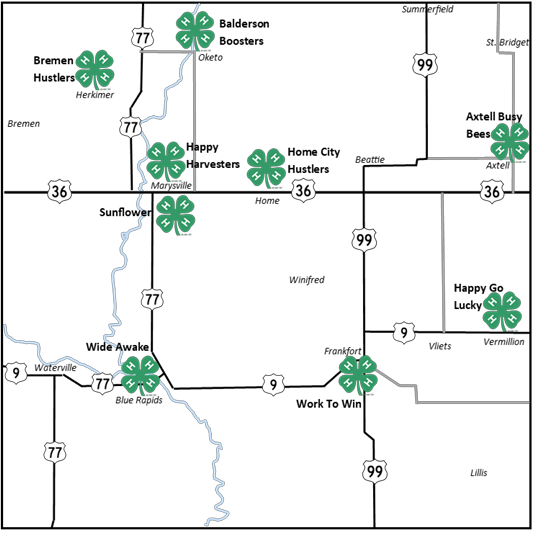 Summerfield
77
Balderson
Boosters
St. Bridget
Oketo
Bremen
Hustlers
99
Herkimer
Axtell Busy
Bees
Bremen
77
Happy
Harvesters
Home City
Hustlers
Beattie
Axtell
Marysville
36
36
36
Home
Sunflower
99
Winifred
Happy Go
Lucky
77
9
Vliets
Vermillion
Wide Awake
Frankfort
Waterville
9
77
9
Blue Rapids
Work To Win
77
99
Lillis